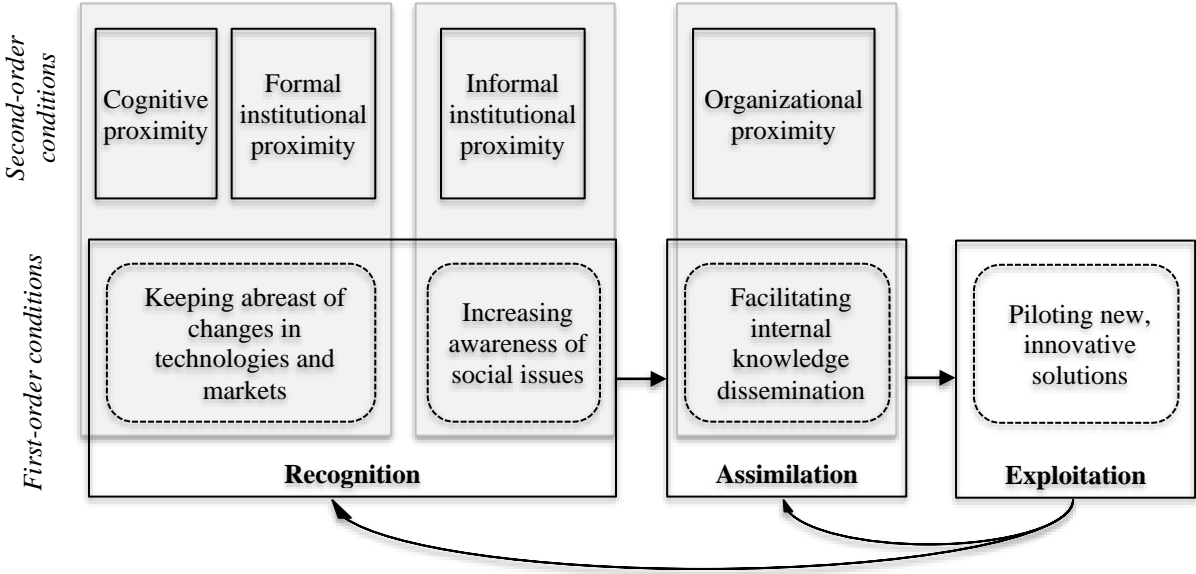 Second-order
conditions
Cognitive
proximity
Formal
institutional
proximity
Informal
institutional
proximity
Organizational
proximity
First-order conditions
Keeping abreast of
changes in
technologies and
markets
Increasing
awareness of
social issues
Facilitating
internal
knowledge
dissemination
Piloting new,
innovative
solutions
Recognition
Assimilation
Exploitation